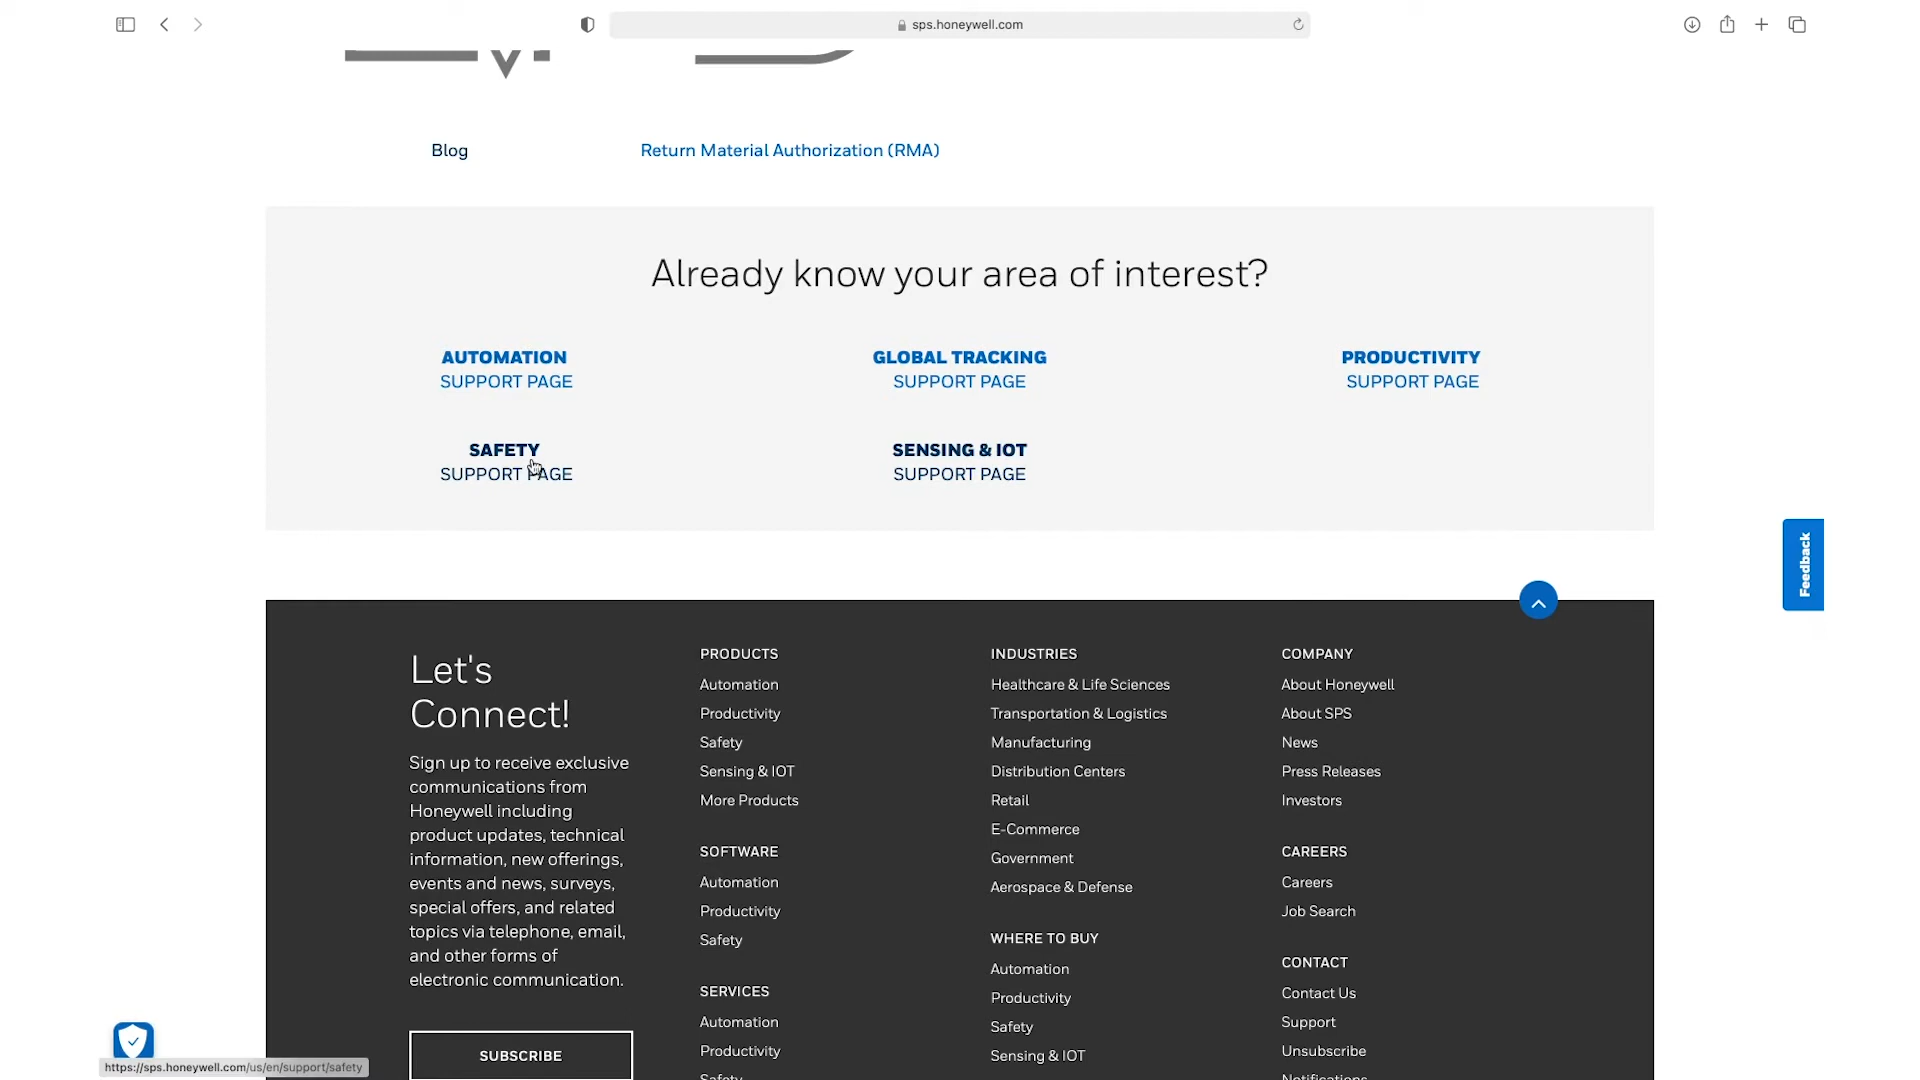 sps.honeywell.com
Blog
Return Material Authorization (RMA)
Already know your area of interest?
AUTOMATION
SUPPORT PAGE
GLOBAL TRACKING
SUPPORT PAGE
PRODUCTIVITY
SUPPORT PAGE
SAFETY
SUPPORT PAGE
SENSING & IOT
SUPPORT PAGE
Feedback
Let's
Connect!
Sign up to receive exclusive
communications from
Honeywell including
product updates, technical
information, new offerings,
events and news, surveys,
special offers, and related
topics via telephone, email,
and other forms of
electronic communication.
SUBSCRIBE
PRODUCTS
Automation
Productivity
Safety
Sensing & IOT
More Products
SOFTWARE
Automation
Productivity
Safety
SERVICES
Automation
Productivity
Safety
INDUSTRIES
Healthcare & Life Sciences
Transportation & Logistics
Manufacturing
Distribution Centers
Retail
E-Commerce
Government
Aerospace & Defense
WHERE TO BUY
Automation
Productivity
Safety
Sensing & IOT
COMPANY
About Honeywell
About SPS
News
Press Releases
Investors
CAREERS
Careers
Job Search
CONTACT
Contact Us
Support
Unsubscribe
Notifications
https://sps.honeywell.com/us/en/support/safety